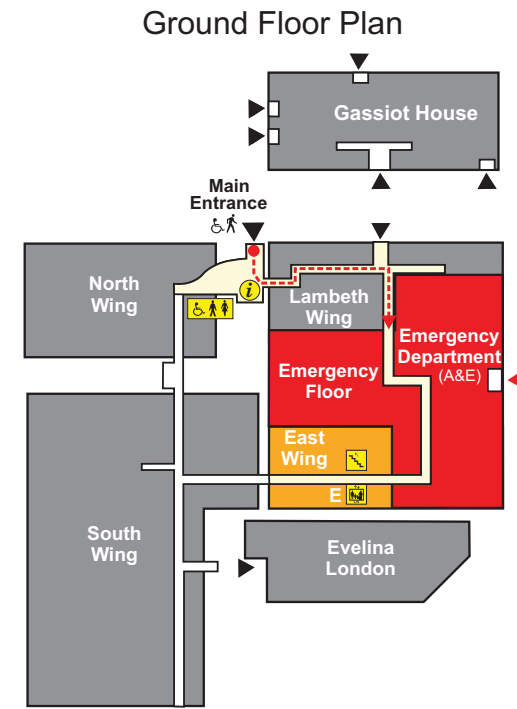 Ground Floor Plan
Gassiot House
Main
Entrance
North
Wing
i
Lambeth
Wing
Emergency
Department
(A&E)
Emergency
Floor
East
Wing
E
South
Wing
Evelina
London